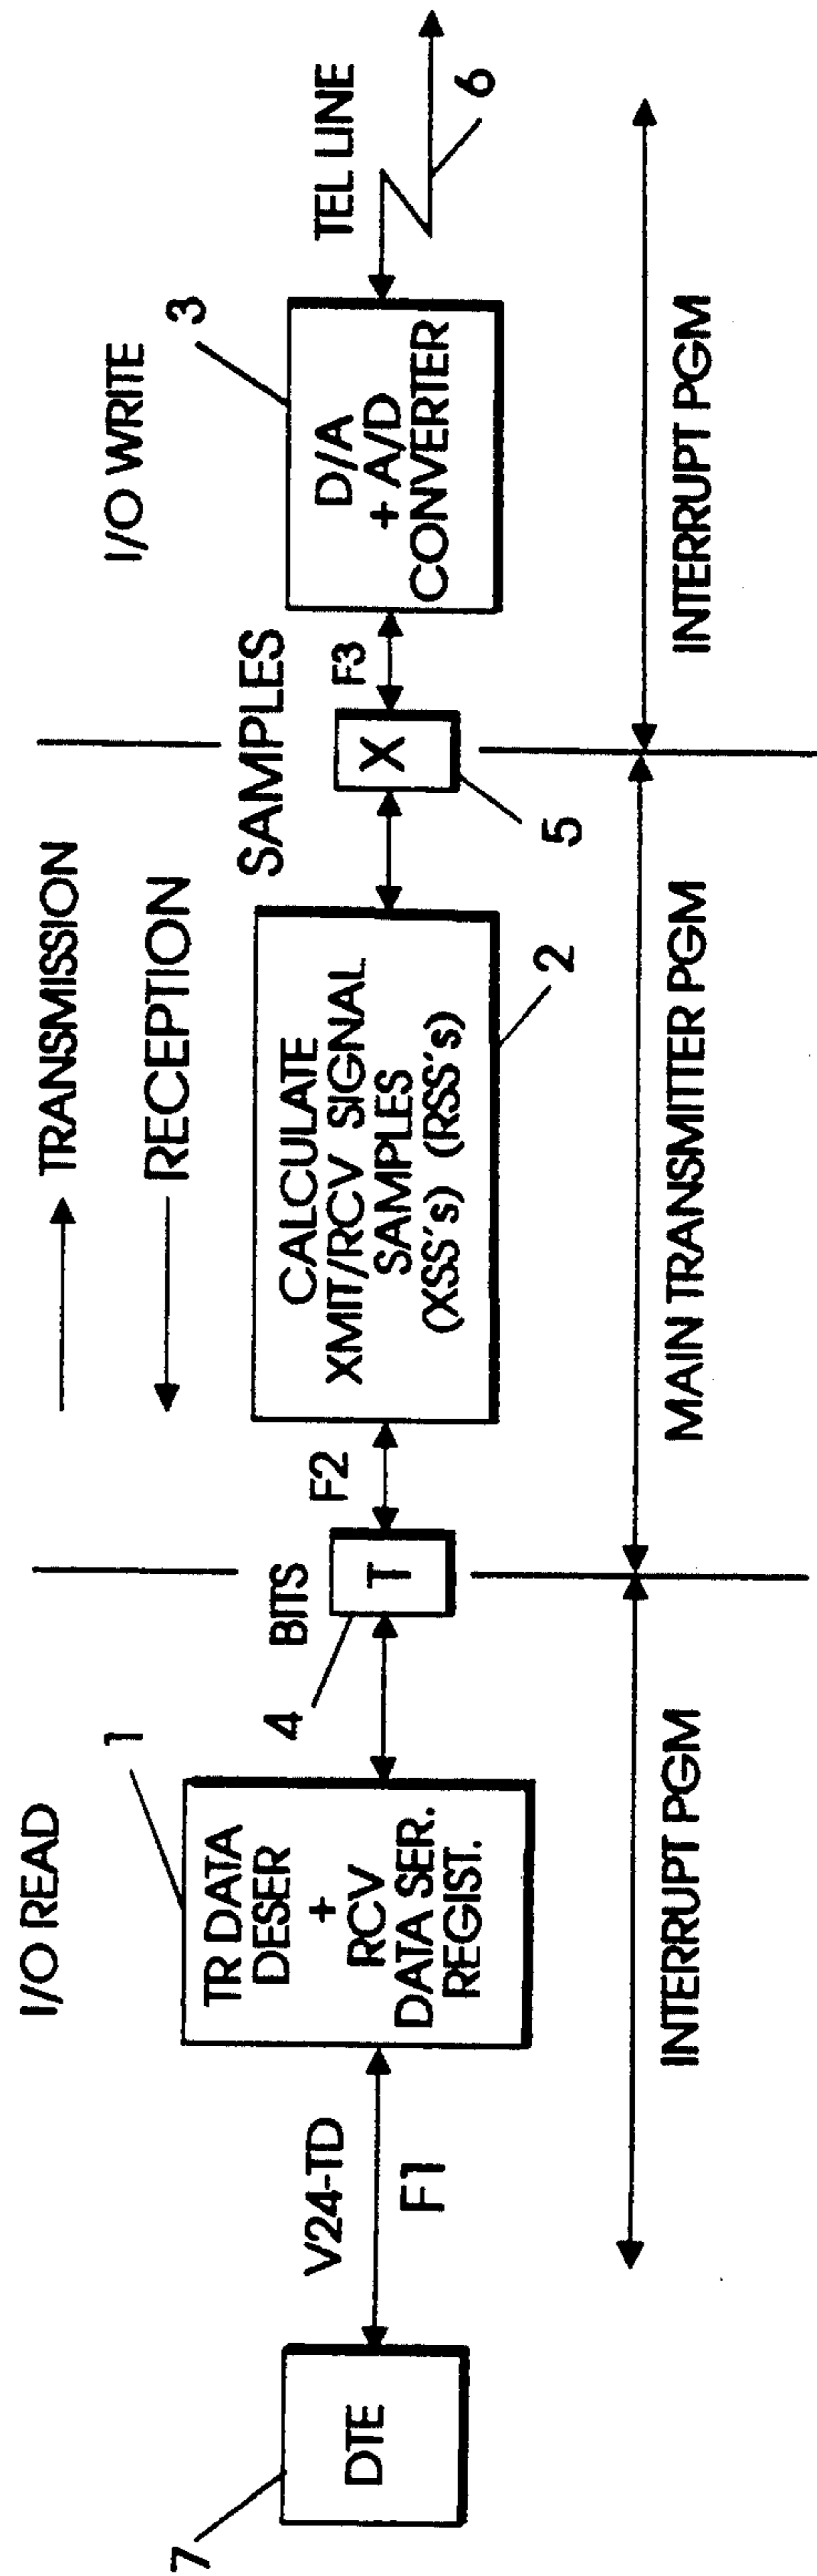 I/O READ
TRANSMISSION
RECEPTION
I/O WRITE
7
DTE
V24-TD
F1
1
TR DATA
DESER
+
RCV
DATA SER.
REGIST.
4
BITS
T
F2
CALCULATE
XMIT/RCV SIGNAL
SAMPLES
(XSS's) (RSS's)
2
SAMPLES
X
5
F3
3
D/A
+ A/D
CONVERTER
TEL LINE
6
INTERRUPT PGM
MAIN TRANSMITTER PGM
INTERRUPT PGM